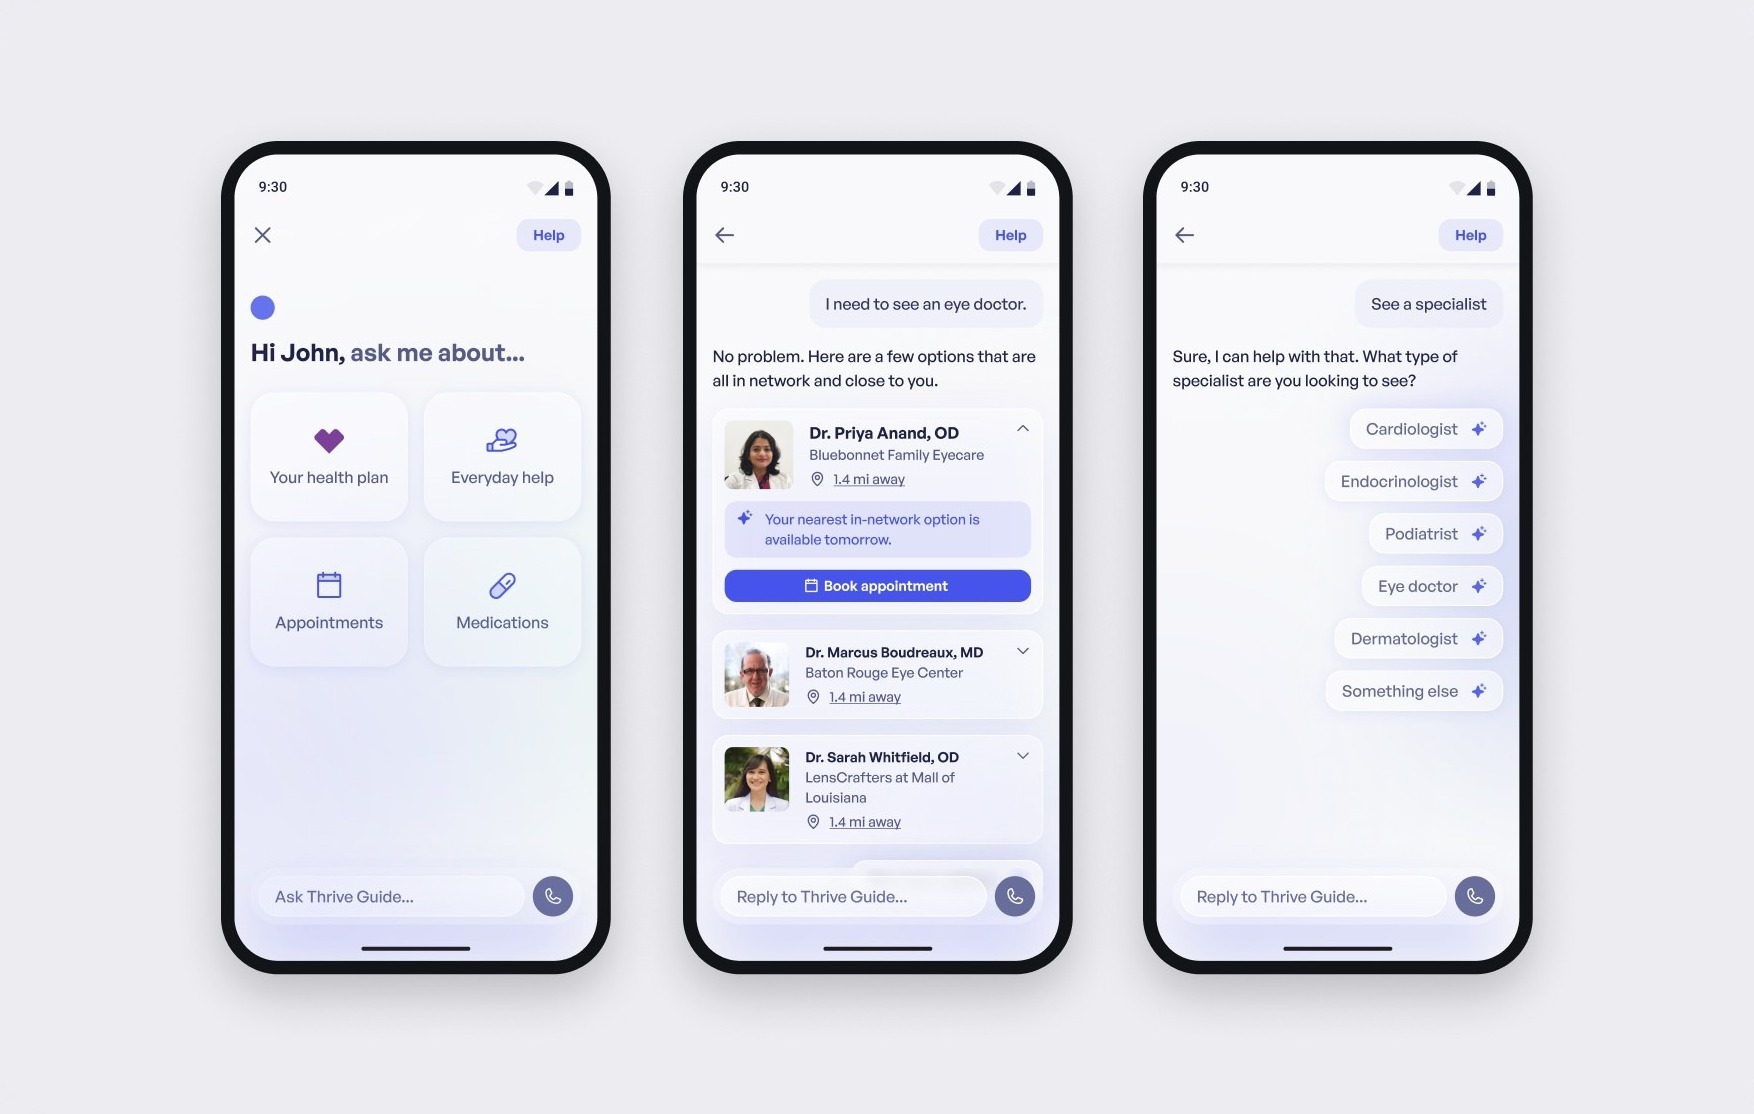 9:30
Help
Hi John, ask me about...
Your health plan
Everyday help
Appointments
Medications
Ask Thrive Guide...
9:30
Help
I need to see an eye doctor.
No problem. Here are a few options that are
all in network and close to you.
Dr. Priya Anand, OD
Bluebonnet Family Eyecare
1.4 mi away
Your nearest in-network option is
available tomorrow.
Book appointment
Dr. Marcus Boudreaux, MD
Baton Rouge Eye Center
1.4 mi away
Dr. Sarah Whitfield, OD
LensCrafters at Mall of
Louisiana
1.4 mi away
Reply to Thrive Guide...
9:30
Help
See a specialist
Sure, I can help with that. What type of
specialist are you looking to see?
Cardiologist
Endocrinologist
Podiatrist
Eye doctor
Dermatologist
Something else
Reply to Thrive Guide...